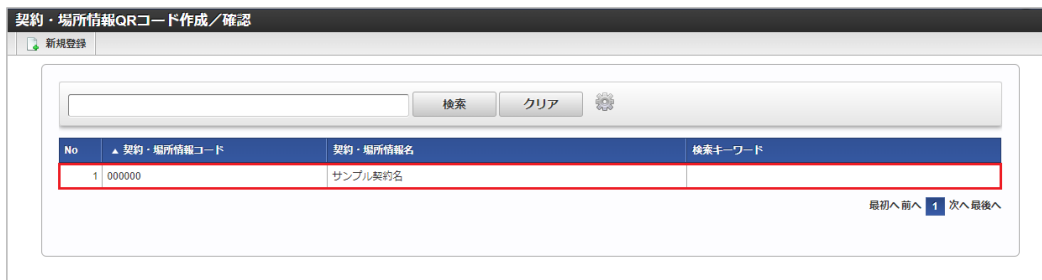 契約・場所情報QRコード作成／確認
新規登録
検索 クリア
No ▲ 契約・場所情報コード 契約・場所情報名 検索キーワード
1 000000 サンプル契約名
最初へ 前へ 1 次へ 最後へ